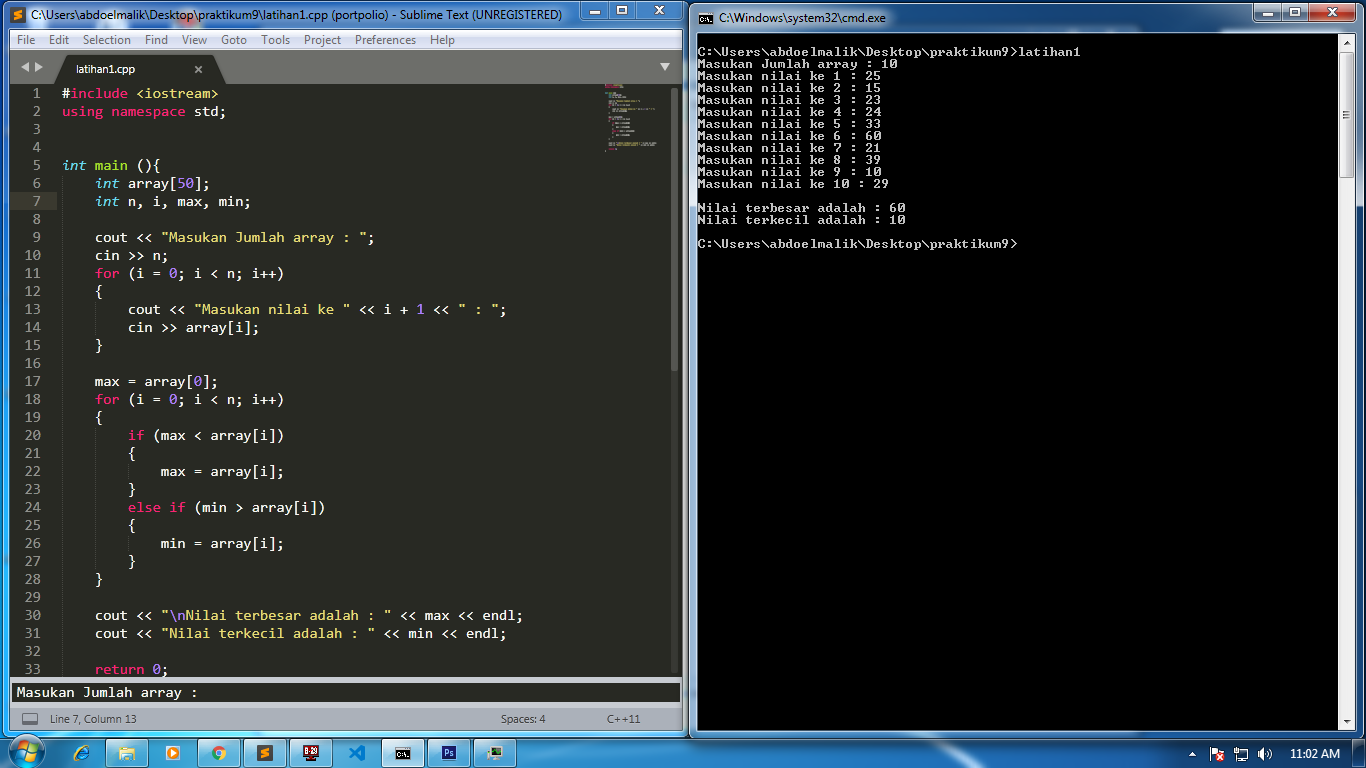 C:\Users\abdoelmalik\Desktop\praktikum9\latihan1.cpp (portpolio) - Sublime Text (UNREGISTERED)
File Edit Selection Find View Goto Tools Project Preferences Help
latihan1.cpp
1 #include <iostream>
2 using namespace std;
3
4
5 int main (){
6 int array[50];
7 int n, i, max, min;
8
9 cout << "Masukan Jumlah array : ";
10 cin >> n;
11 for (i = 0; i < n; i++)
12 {
13 cout << "Masukan nilai ke " << i + 1 << " : ";
14 cin >> array[i];
15 }
16
17 max = array[0];
18 for (i = 0; i < n; i++)
19 {
20 if (max < array[i])
21 {
22 max = array[i];
23 }
24 else if (min > array[i])
25 {
26 min = array[i];
27 }
28 }
29
30 cout << "\nNilai terbesar adalah : " << max << endl;
31 cout << "Nilai terkecil adalah : " << min << endl;
32
33 return 0;
Masukan Jumlah array :
Line 7, Column 13 Spaces: 4 C++11
C:\Windows\system32\cmd.exe
C:\Users\abdoelmalik\Desktop\praktikum9>latihan1
Masukan Jumlah array : 10
Masukan nilai ke 1 : 25
Masukan nilai ke 2 : 15
Masukan nilai ke 3 : 23
Masukan nilai ke 4 : 24
Masukan nilai ke 5 : 33
Masukan nilai ke 6 : 60
Masukan nilai ke 7 : 21
Masukan nilai ke 8 : 39
Masukan nilai ke 9 : 10
Masukan nilai ke 10 : 29
Nilai terbesar adalah : 60
Nilai terkecil adalah : 10
C:\Users\abdoelmalik\Desktop\praktikum9>
11:02 AM